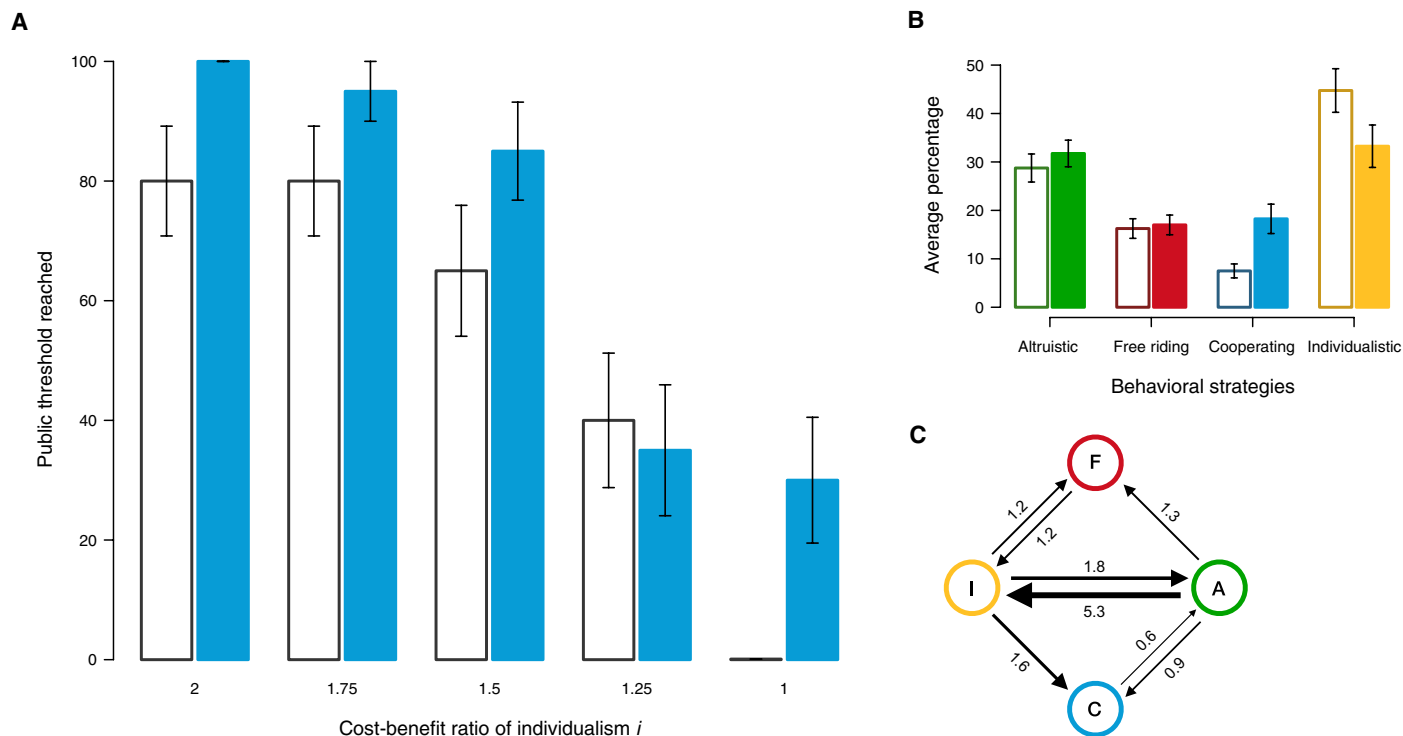 A
Public threshold reached
100
80
60
40
20
0
2 1.75 1.5 1.25 1
Cost-benefit ratio of individualism i
B
Average percentage
50
40
30
20
10
0
Altruistic Free riding Cooperating Individualistic
Behavioral strategies
C
F
1.2
1.2
1.3
I
1.8
A
5.3
1.6
0.6
0.9
C